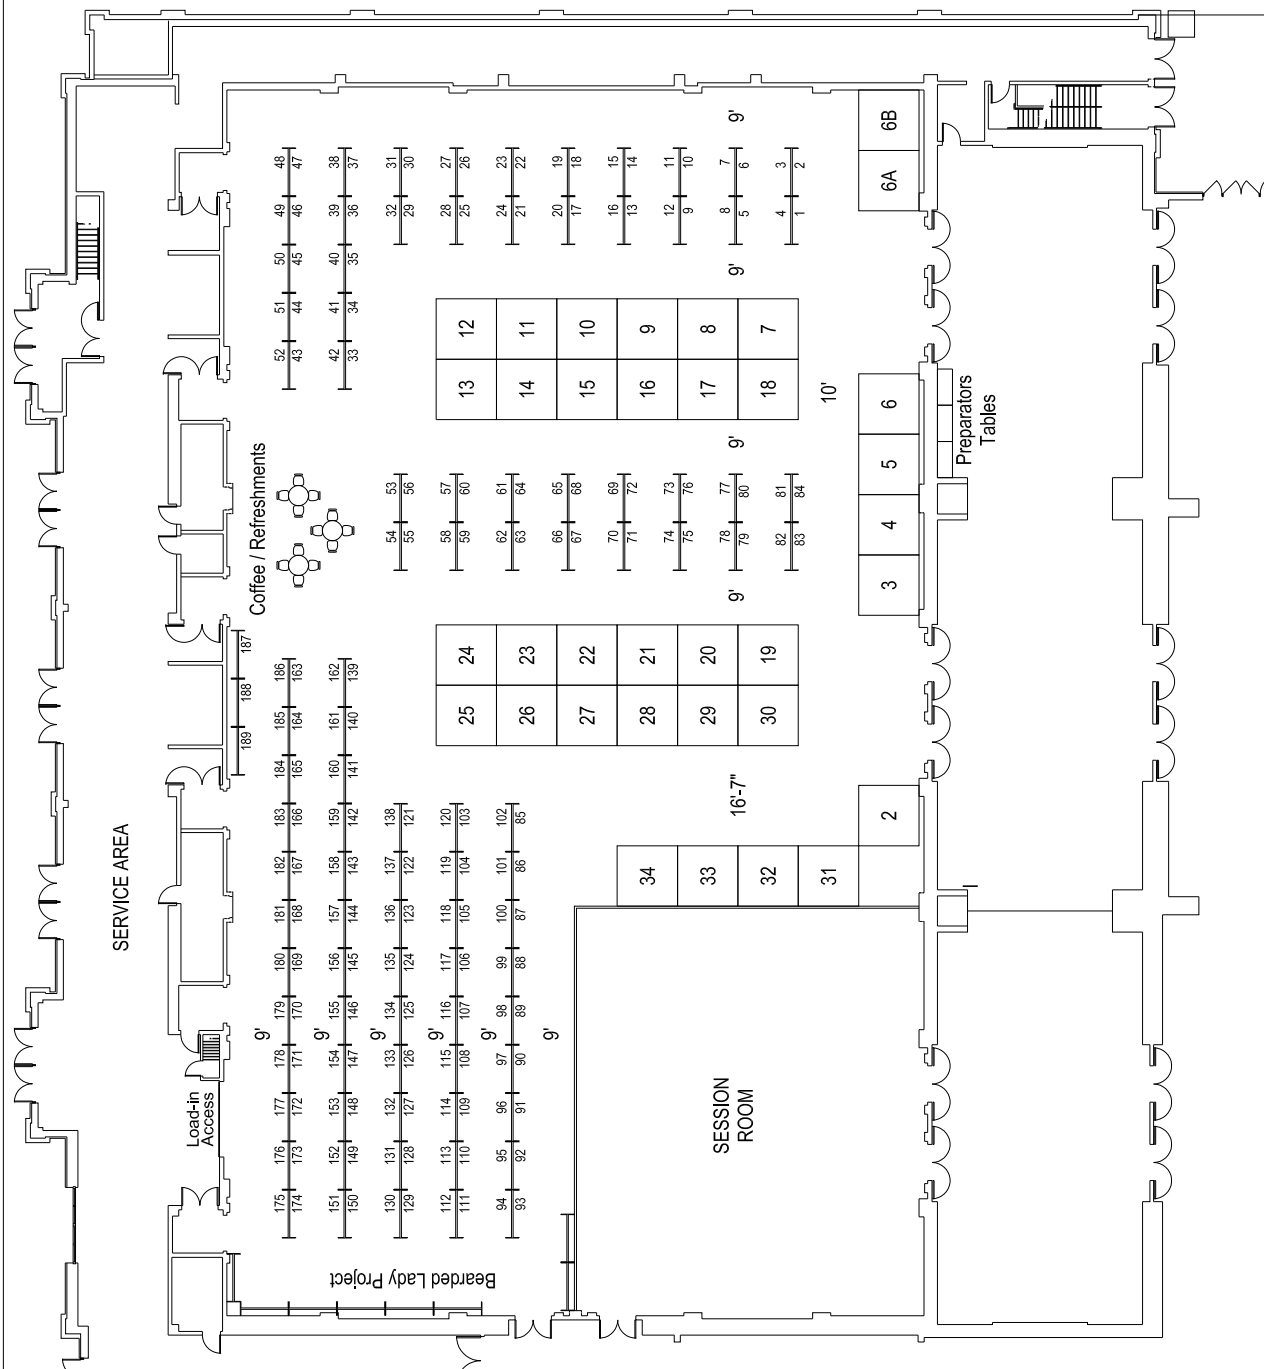 SERVICE AREA
Load-in
Access
Coffee / Refreshments
Bearded Lady Project
SESSION
ROOM
Preparators
Tables
9'
9'
9'
9'
10'
16'-7"
9'
9'
9'
9'
9'
9'
6B
6A
6
5
4
3
2
12 11 10 9 8 7
13 14 15 16 17 18
24 23 22 21 20 19
25 26 27 28 29 30
34 33 32 31
48 49 50 51 52
47 46 45 44 43
38 39 40 41 42
37 36 35 34 33
31 32
30 29
27 28
26 25
23 24
22 21
19 20
18 17
15 16
14 13
11 12
10 9
7 8
6 5
3 4
2 1
53 54
56 55
57 58
60 59
61 62
64 63
65 66
68 67
69 70
72 71
73 74
76 75
77 78
80 79
81 82
84 83
187 188 189
186 185 184 183 182 181 180 179 178 177 176 175
163 164 165 166 167 168 169 170 171 172 173 174
162 161 160 159 158 157 156 155 154 153 152 151
139 140 141 142 143 144 145 146 147 148 149 150
138 137 136 135 134 133 132 131 130
121 122 123 124 125 126 127 128 129
120 119 118 117 116 115 114 113 112
103 104 105 106 107 108 109 110 111
102 101 100 99 98 97 96 95 94
85 86 87 88 89 90 91 92 93